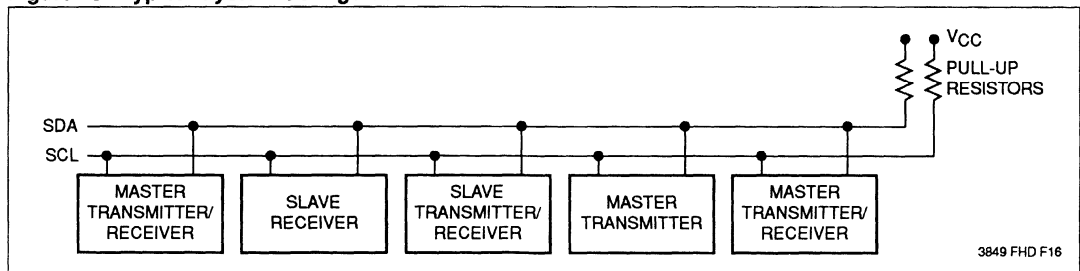 VCC
PULL-UP
RESISTORS
SDA
SCL
MASTER
TRANSMITTER/
RECEIVER
SLAVE
RECEIVER
SLAVE
TRANSMITTER/
RECEIVER
MASTER
TRANSMITTER
MASTER
TRANSMITTER/
RECEIVER
3849 FHD F16